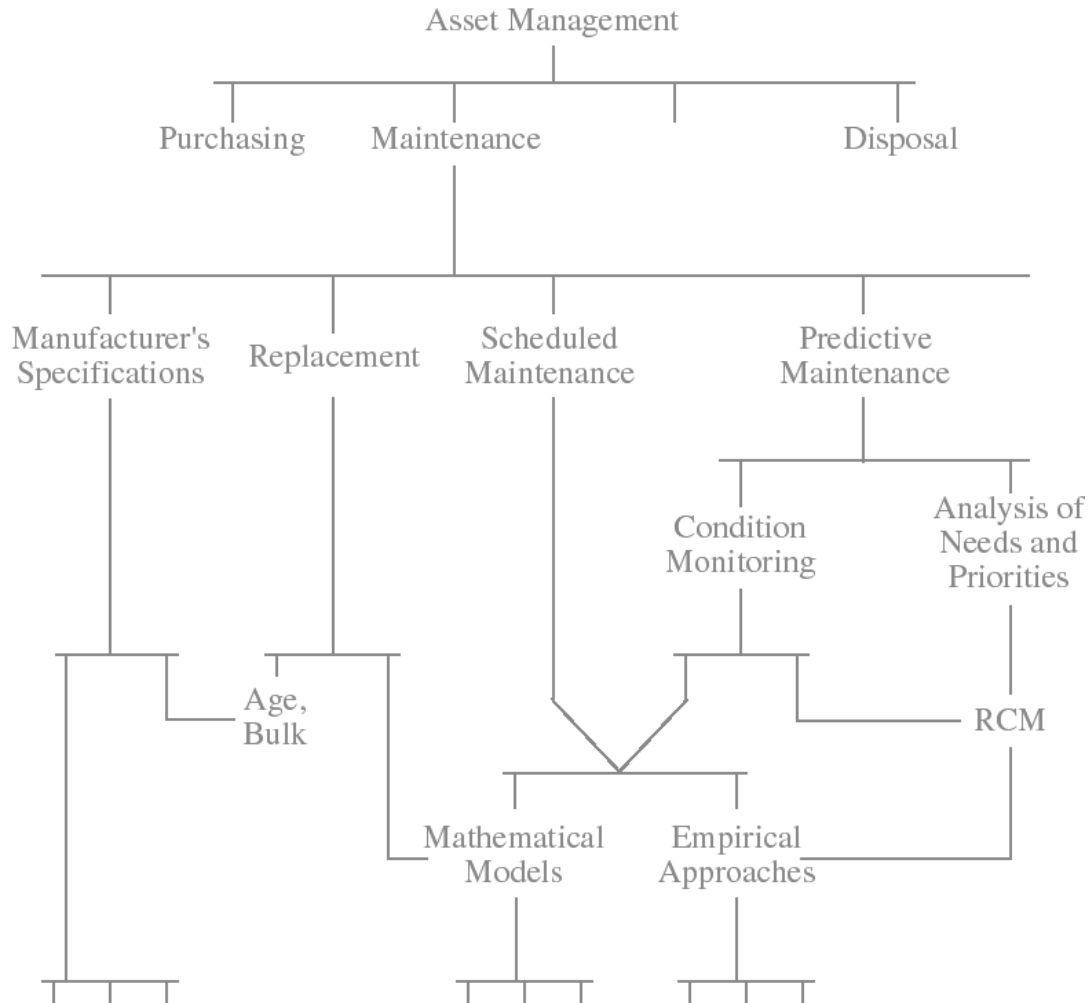 Asset Management
Purchasing
Maintenance
Disposal
Manufacturer's
Specifications
Replacement
Scheduled
Maintenance
Predictive
Maintenance
Condition
Monitoring
Analysis of
Needs and
Priorities
Age,
Bulk
RCM
Mathematical
Models
Empirical
Approaches